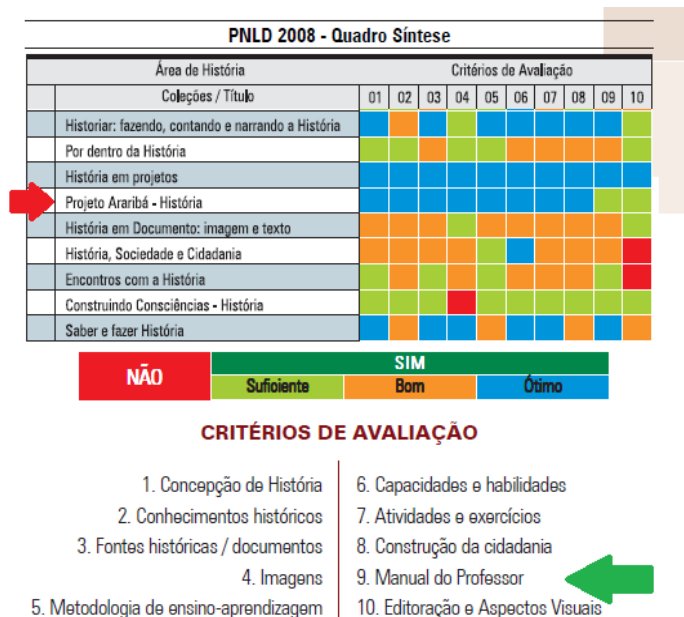 PNLD 2008 - Quadro Síntese
Área de História Critérios de Avaliação
Coleções / Título 01 02 03 04 05 06 07 08 09 10
Historiar: fazendo, contando e narrando a História
Por dentro da História
História em projetos
Projeto Araribá - História
História em Documento: imagem e texto
História, Sociedade e Cidadania
Encontros com a História
Construindo Consciências - História
Saber e fazer História
NÃO
SIM
Suficiente Bom Ótimo
CRITÉRIOS DE AVALIAÇÃO
1. Concepção de História
2. Conhecimentos históricos
3. Fontes históricas / documentos
4. Imagens
5. Metodologia de ensino-aprendizagem
6. Capacidades e habilidades
7. Atividades e exercícios
8. Construção da cidadania
9. Manual do Professor
10. Editoração e Aspectos Visuais